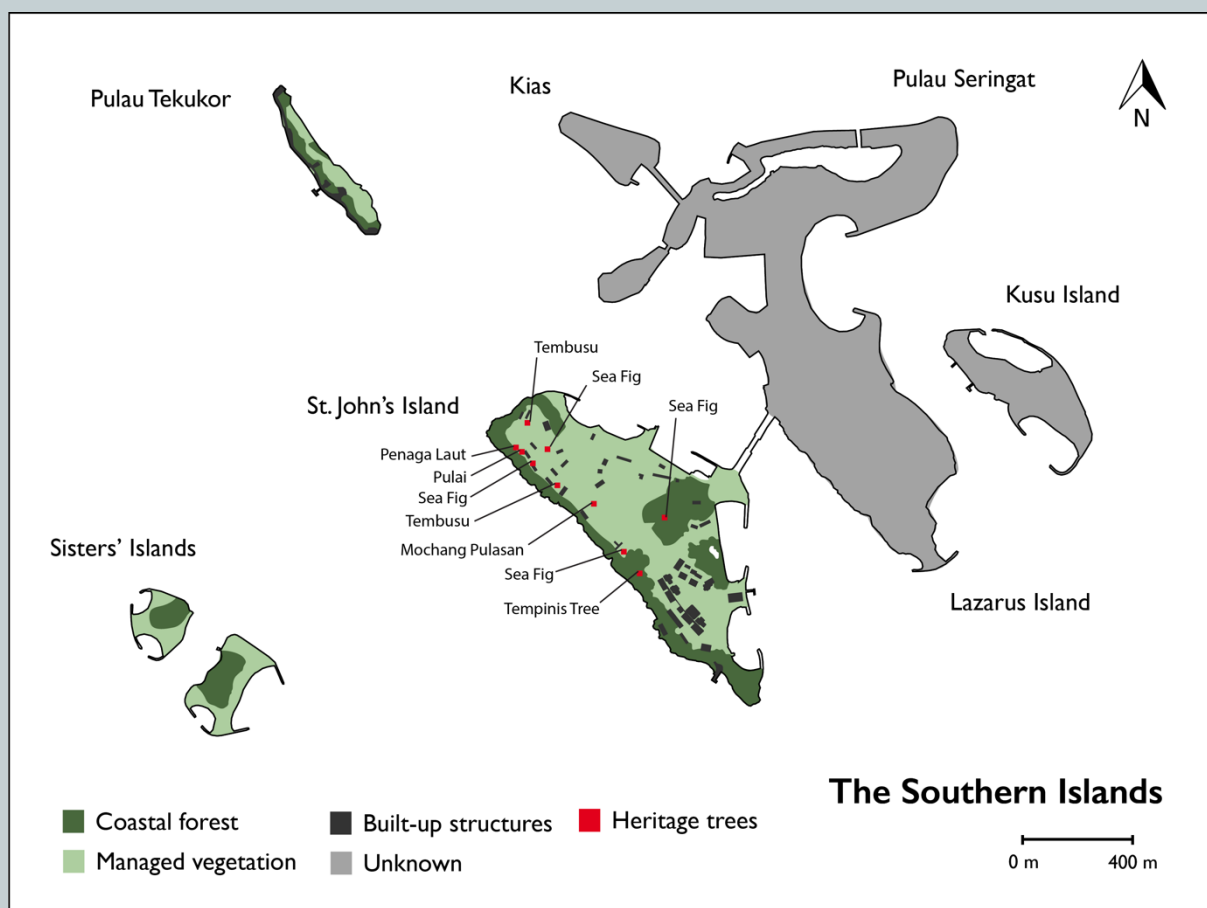 Pulau Tekukor
Kias
Pulau Seringat
N
Kusu Island
Tembusu
Sea Fig
Sea Fig
St. John's Island
Penaga Laut
Pulai
Sea Fig
Tembusu
Mochang Pulasan
Sea Fig
Tempinis Tree
Sisters' Islands
Lazarus Island
The Southern Islands
Coastal forest
Built-up structures
Heritage trees
Managed vegetation
Unknown
0 m
400 m